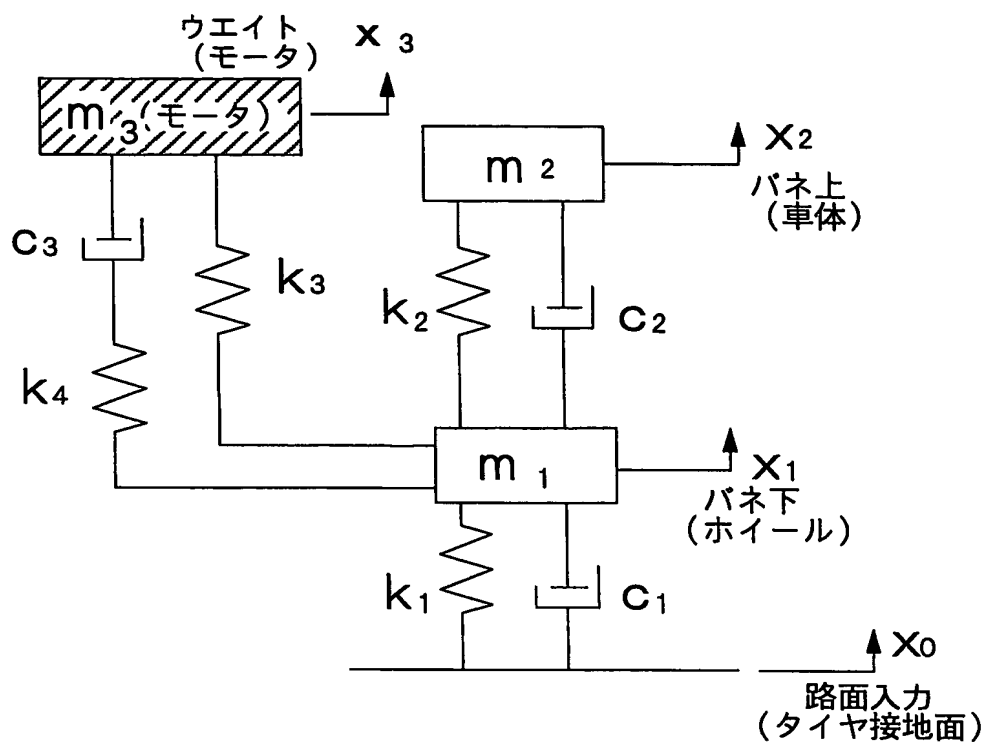 ウエイト
(モータ)
x 3
m 3(モータ)
m 2
x2
バネ上
(車体)
c3
k3
k2
c2
k4
m 1
x1
バネ下
(ホイール)
k1
c1
x0
路面入力
(タイヤ接地面)